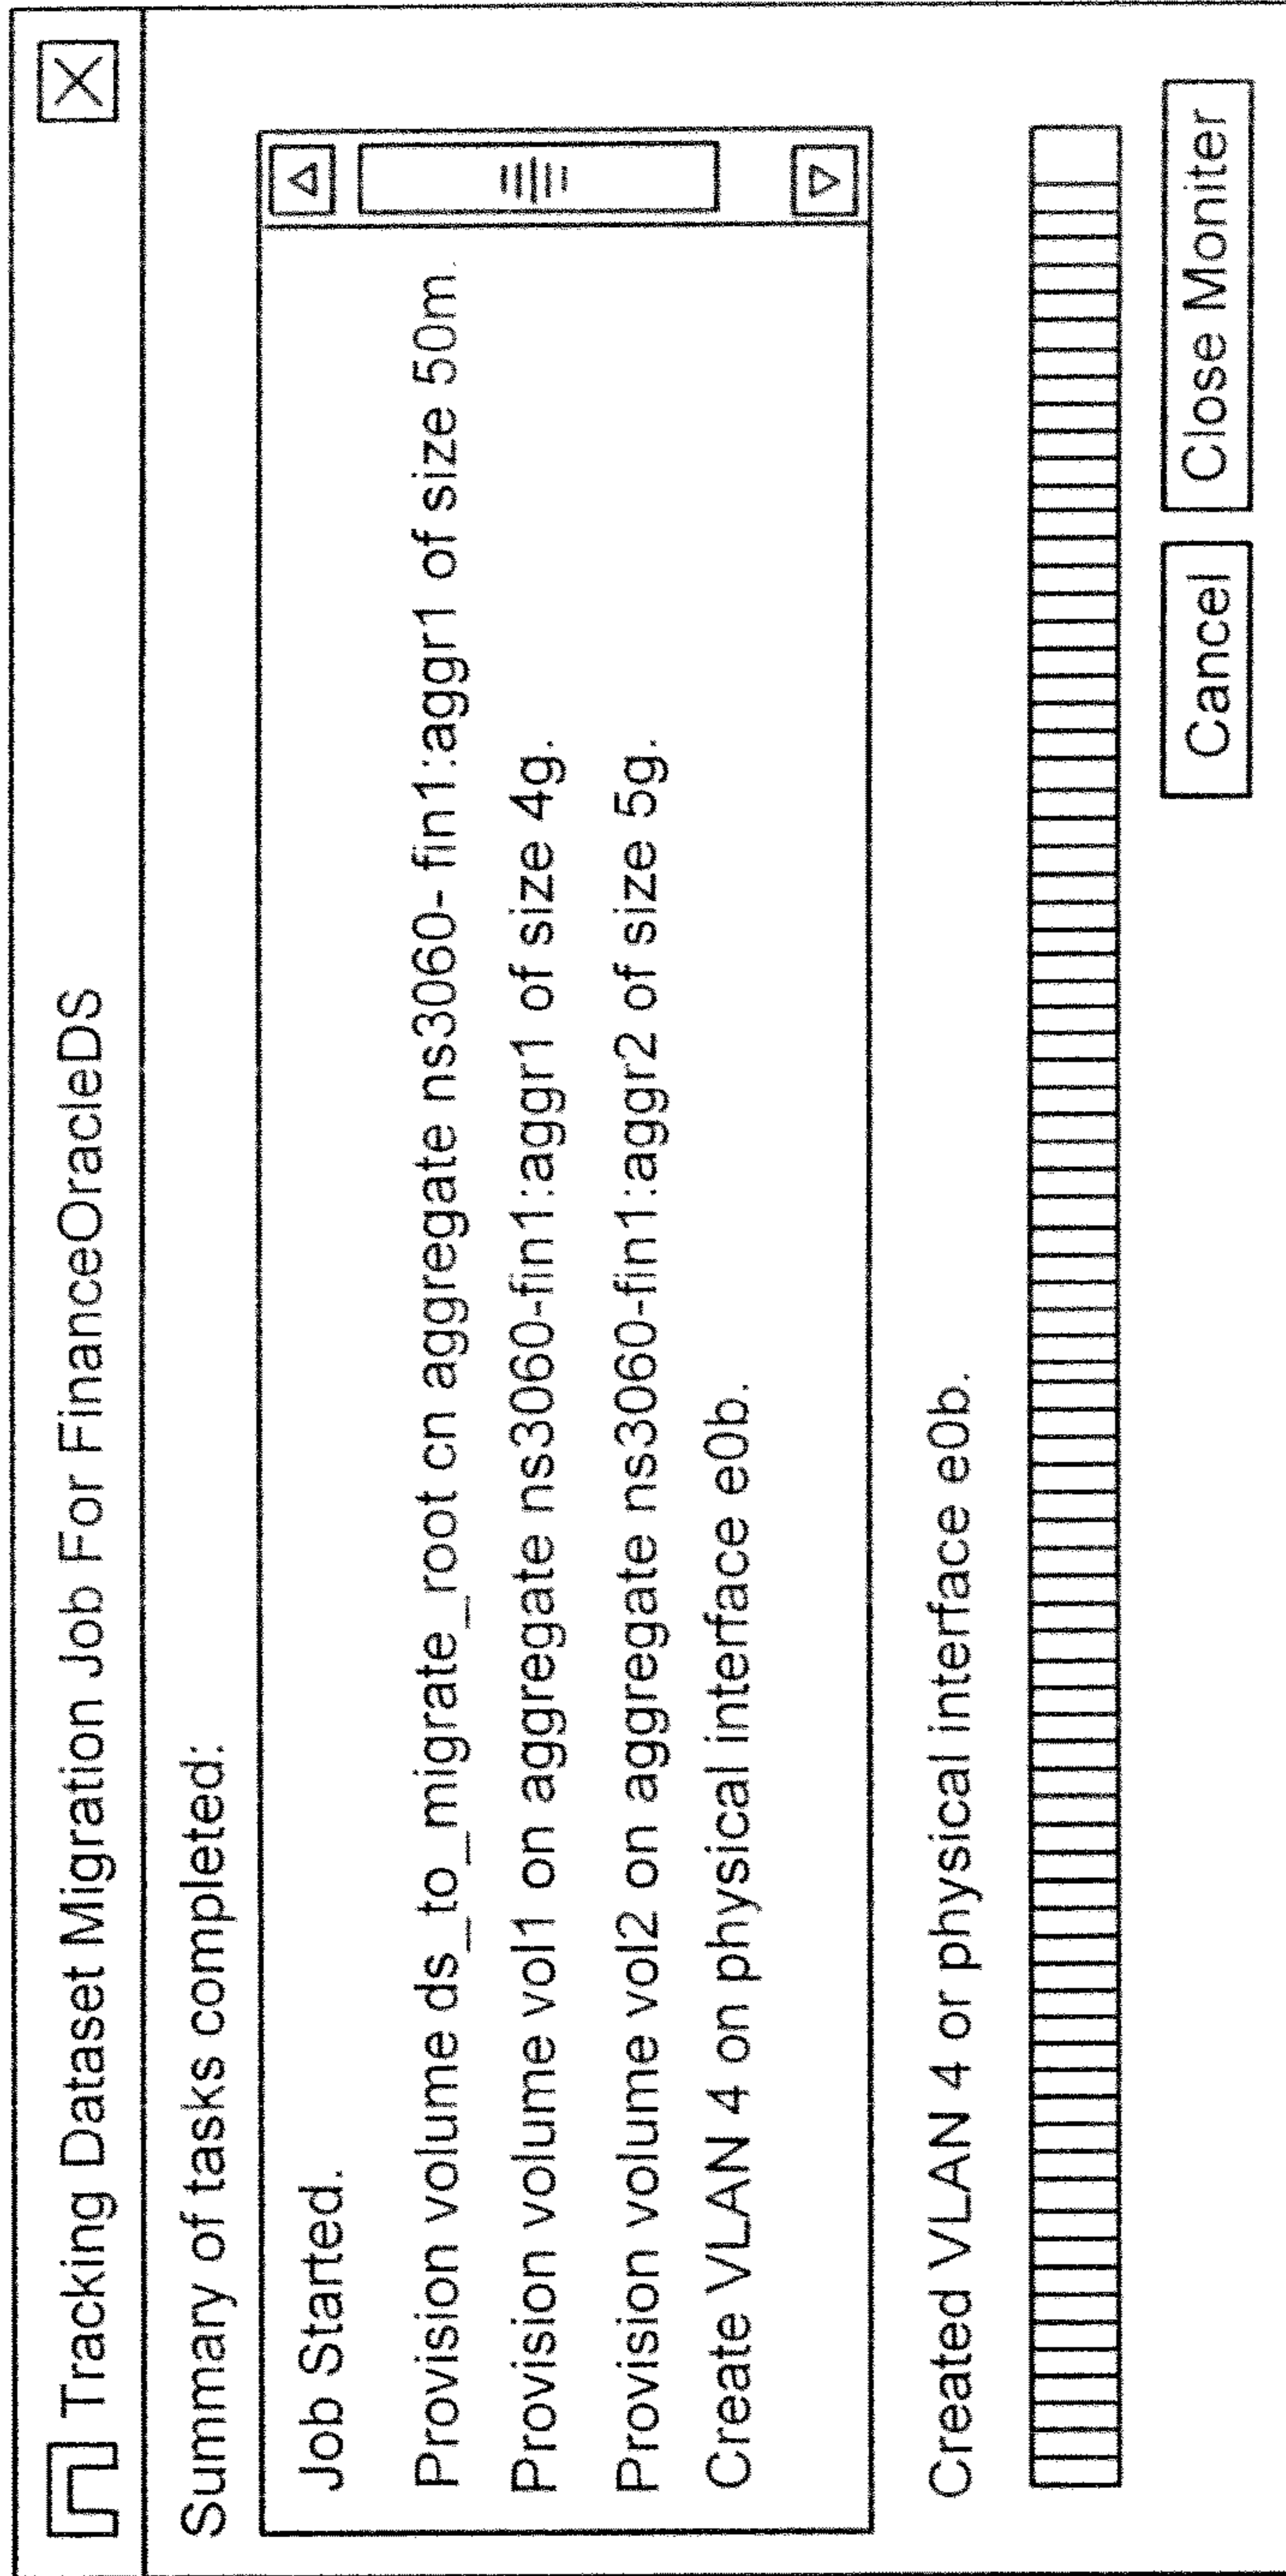 Tracking Dataset Migration Job For FinanceOracleDS
Summary of tasks completed:
Job Started.
Provision volume ds_to_migrate_root cn aggregate ns3060- fin1:aggr1 of size 50m.
Provision volume vol1 on aggregate ns3060-fin1:aggr1 of size 4g.
Provision volume vol2 on aggregate ns3060-fin1:aggr2 of size 5g.
Create VLAN 4 on physical interface e0b.
Created VLAN 4 or physical interface e0b.
Cancel
Close Moniter